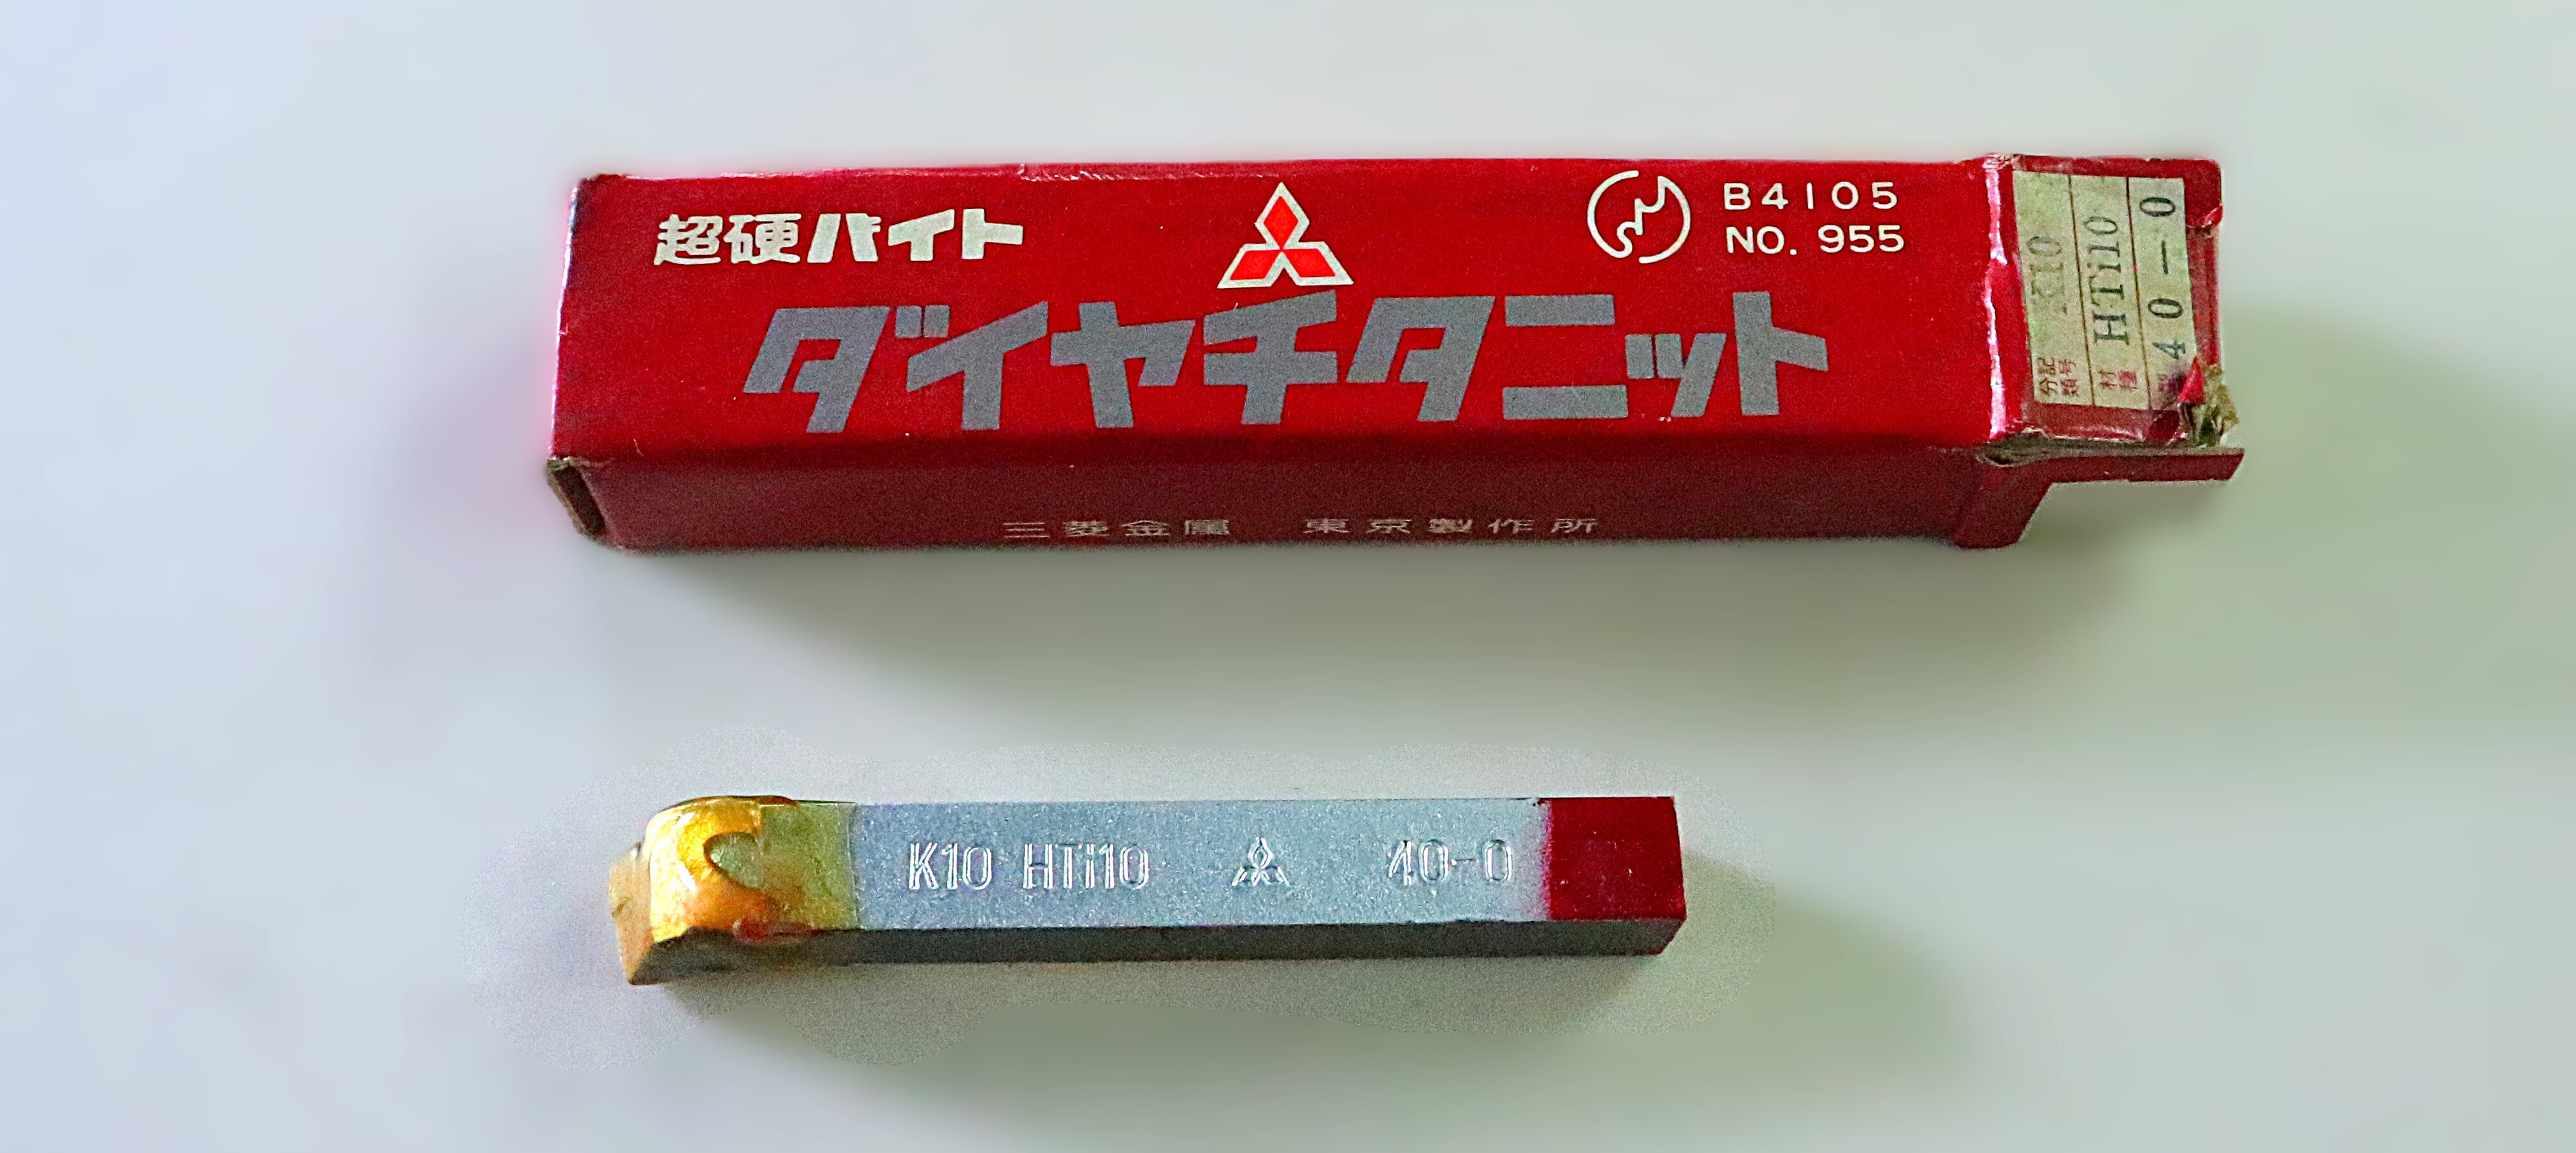 超硬バイト
B4105
NO. 955
ダイヤチタニット
三菱金属 東京製作所
分類記号 K10
材種 HTi10
40-0
K10 HTi10 40-0